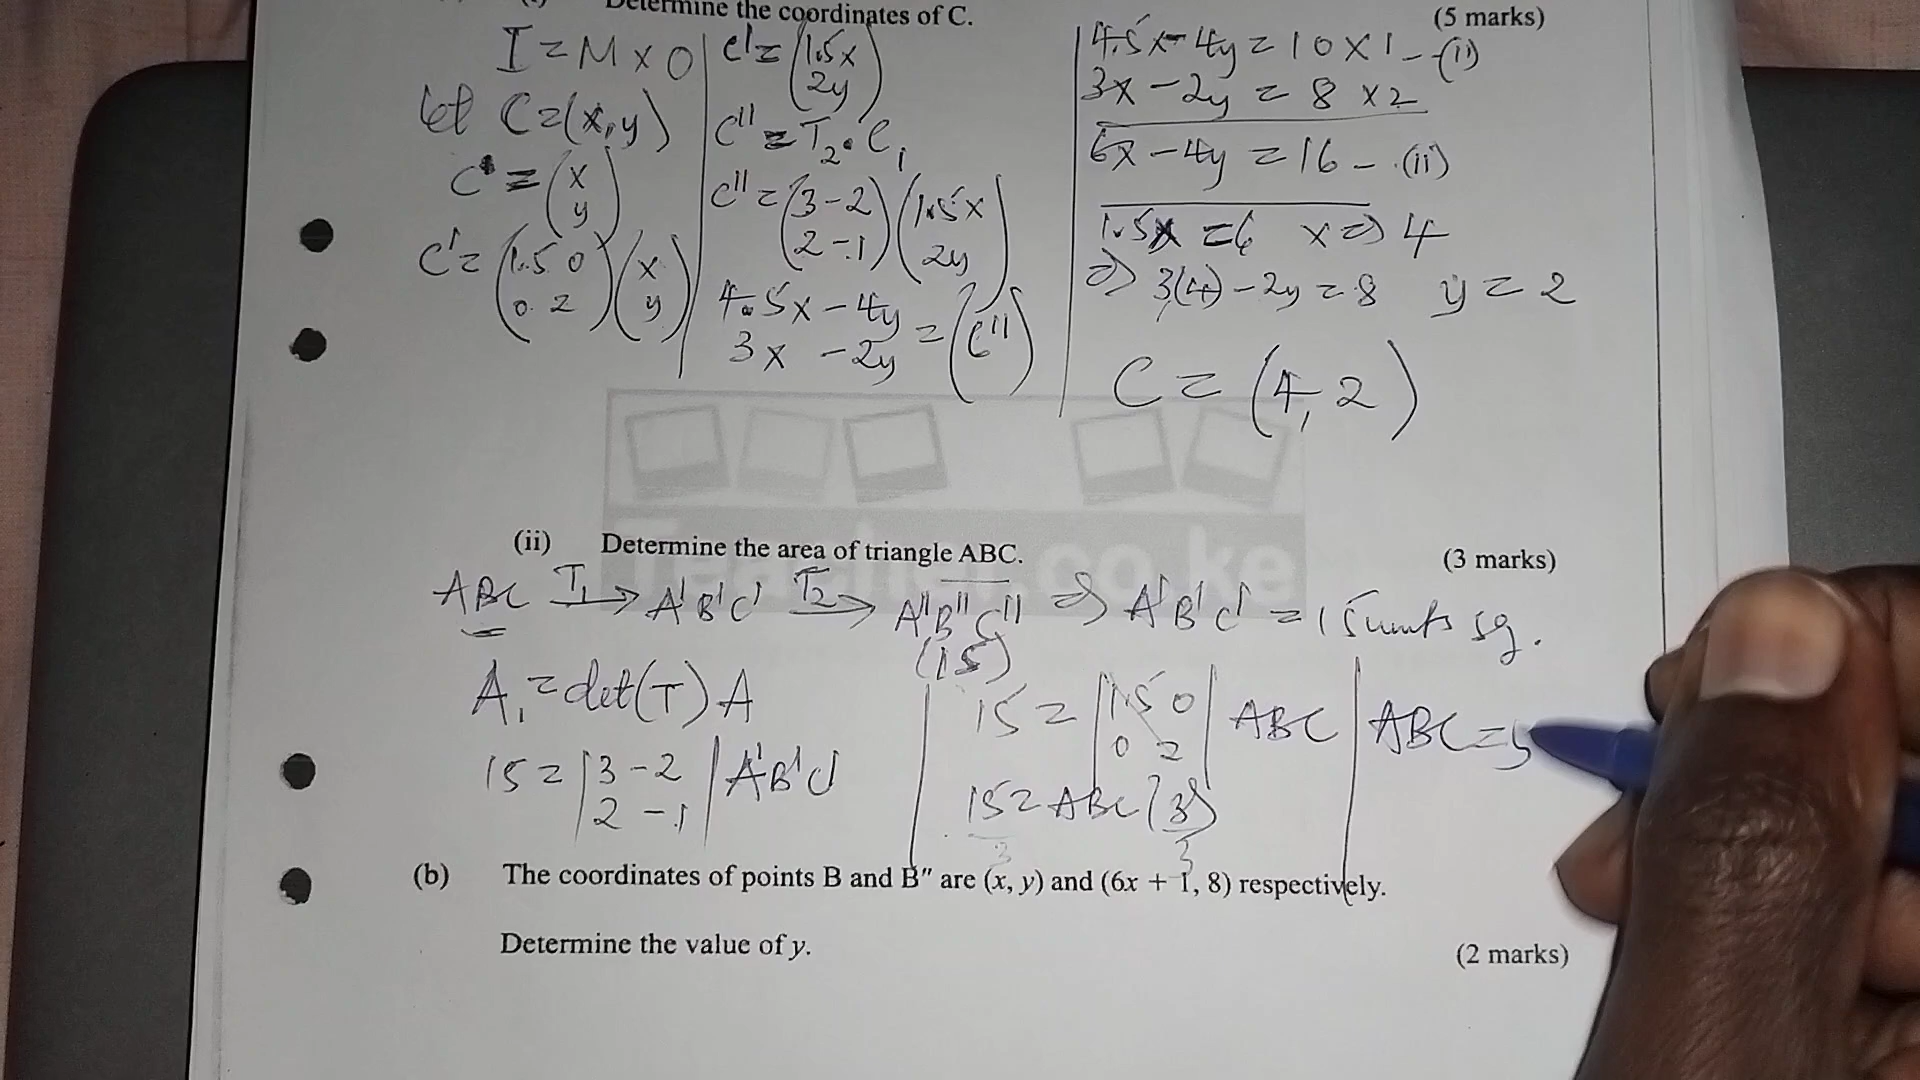 Determine the coordinates of C.
(5 marks)
I = M x O
let C = (x, y)
C = (x
y)
C' = (1.5 0
0 2) (x
y)
C' = (1.5x
2y)
C'' = T2 . C1
C'' = (3 -2
2 -1) (1.5x
2y)
4.5x - 4y
3x - 2y = (C'')
4.5x - 4y = 10 x 1 - (i)
3x - 2y = 8 x 2
6x - 4y = 16 - (ii)
1.5x = 6 x => 4
=> 3(4) - 2y = 8 y = 2
C = (4, 2)
Teacher.co.ke
(ii) Determine the area of triangle ABC.
(3 marks)
ABC T1→ A'B'C' T2→ A''B''C'' => A'B'C' = 15 units sq.
(15)
A1 = det(T) A
15 = |3 -2
2 -1| A'B'C'
15 = |1.5 0
0 2| ABC
15 = ABC (3)
3 3
ABC = 5
(b) The coordinates of points B and B″ are (x, y) and (6x + 1, 8) respectively.
Determine the value of y.
(2 marks)